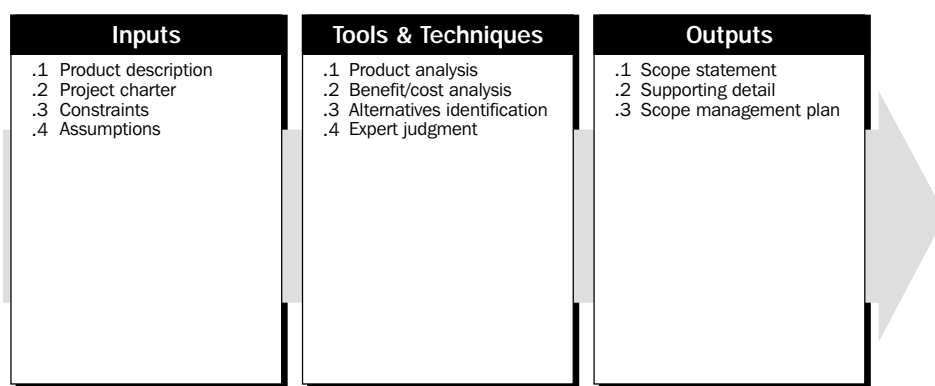 Inputs
.1 Product description
.2 Project charter
.3 Constraints
.4 Assumptions
Tools & Techniques
.1 Product analysis
.2 Benefit/cost analysis
.3 Alternatives identification
.4 Expert judgment
Outputs
.1 Scope statement
.2 Supporting detail
.3 Scope management plan